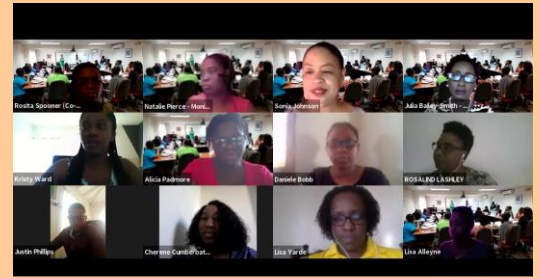 Rosita Spooner (Co-...
Natalie Pierce - Moni...
Sonia Johnson
Julia Bailey-Smith - ...
Kristy Ward
Alicia Padmore
Daniele Bobb
ROSALIND LASHLEY
Justin Phillips
Cherene Cumberbat...
Lisa Yarde
Lisa Alleyne